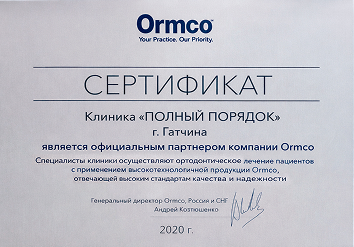 Ormco
Your Practice. Our Priority.
СЕРТИФИКАТ
Клиника «ПОЛНЫЙ ПОРЯДОК»
г. Гатчина
является официальным партнером компании Ormco
Специалисты клиники осуществляют ортодонтическое лечение пациентов
с применением высокотехнологичной продукции Ormco,
отвечающей высоким стандартам качества и надежности
Генеральный директор Ormco, Россия и СНГ
Андрей Костюшенко
2020 г.